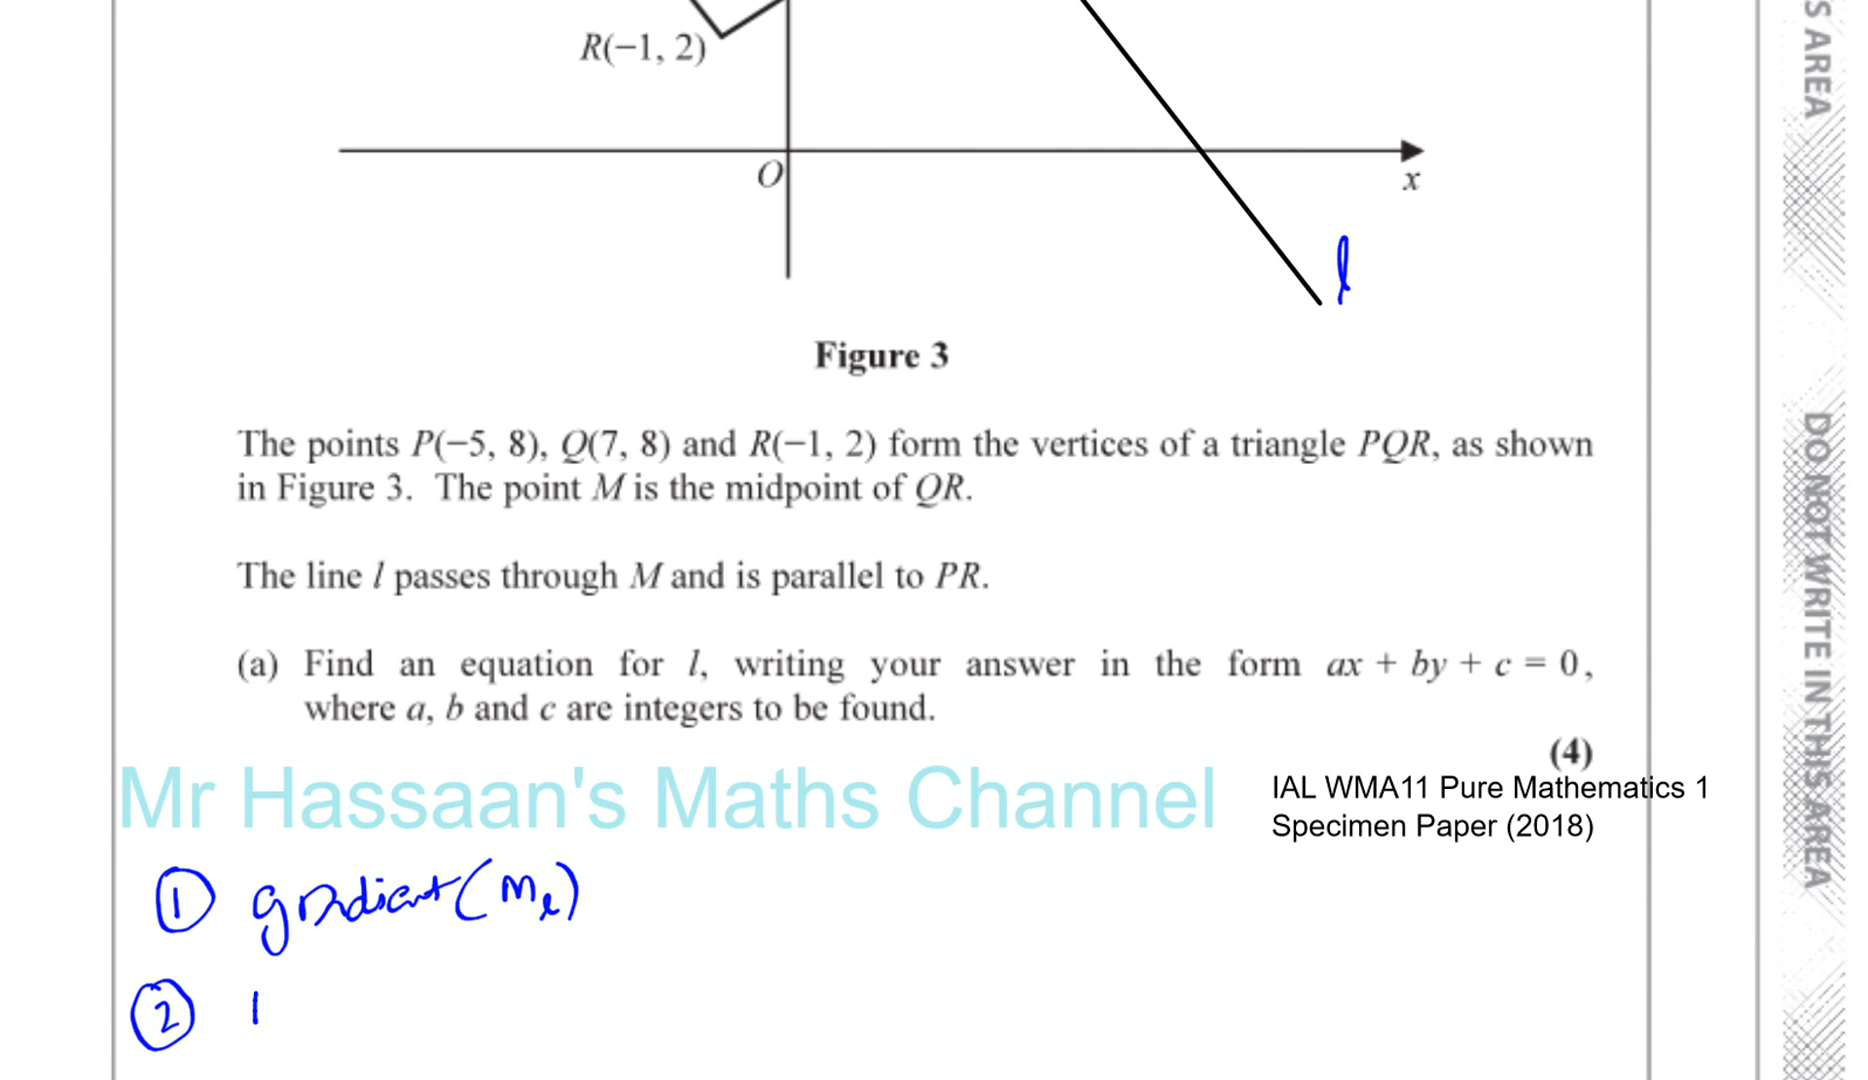 S AREA
R(−1, 2)
O
x
l
Figure 3
The points P(−5, 8), Q(7, 8) and R(−1, 2) form the vertices of a triangle PQR, as shown
in Figure 3. The point M is the midpoint of QR.
The line l passes through M and is parallel to PR.
(a) Find an equation for l, writing your answer in the form ax + by + c = 0,
where a, b and c are integers to be found.
(4)
Mr Hassaan's Maths Channel
IAL WMA11 Pure Mathematics 1
Specimen Paper (2018)
① gradient (m_l)
② 1
DO NOT WRITE IN THIS AREA